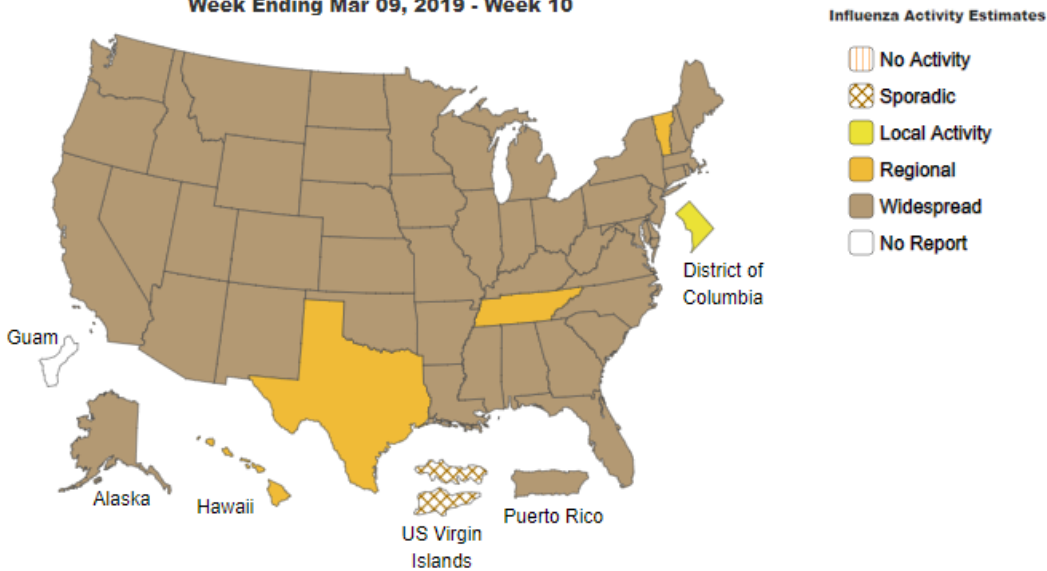 Week Ending Mar 09, 2019 - Week 10
Influenza Activity Estimates
No Activity
Sporadic
Local Activity
Regional
Widespread
No Report
District of
Columbia
Guam
Alaska
Hawaii
US Virgin
Islands
Puerto Rico